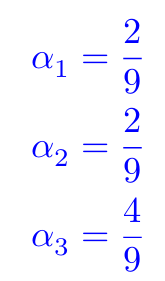 α₁ = 2/9
α₂ = 2/9
α₃ = 4/9